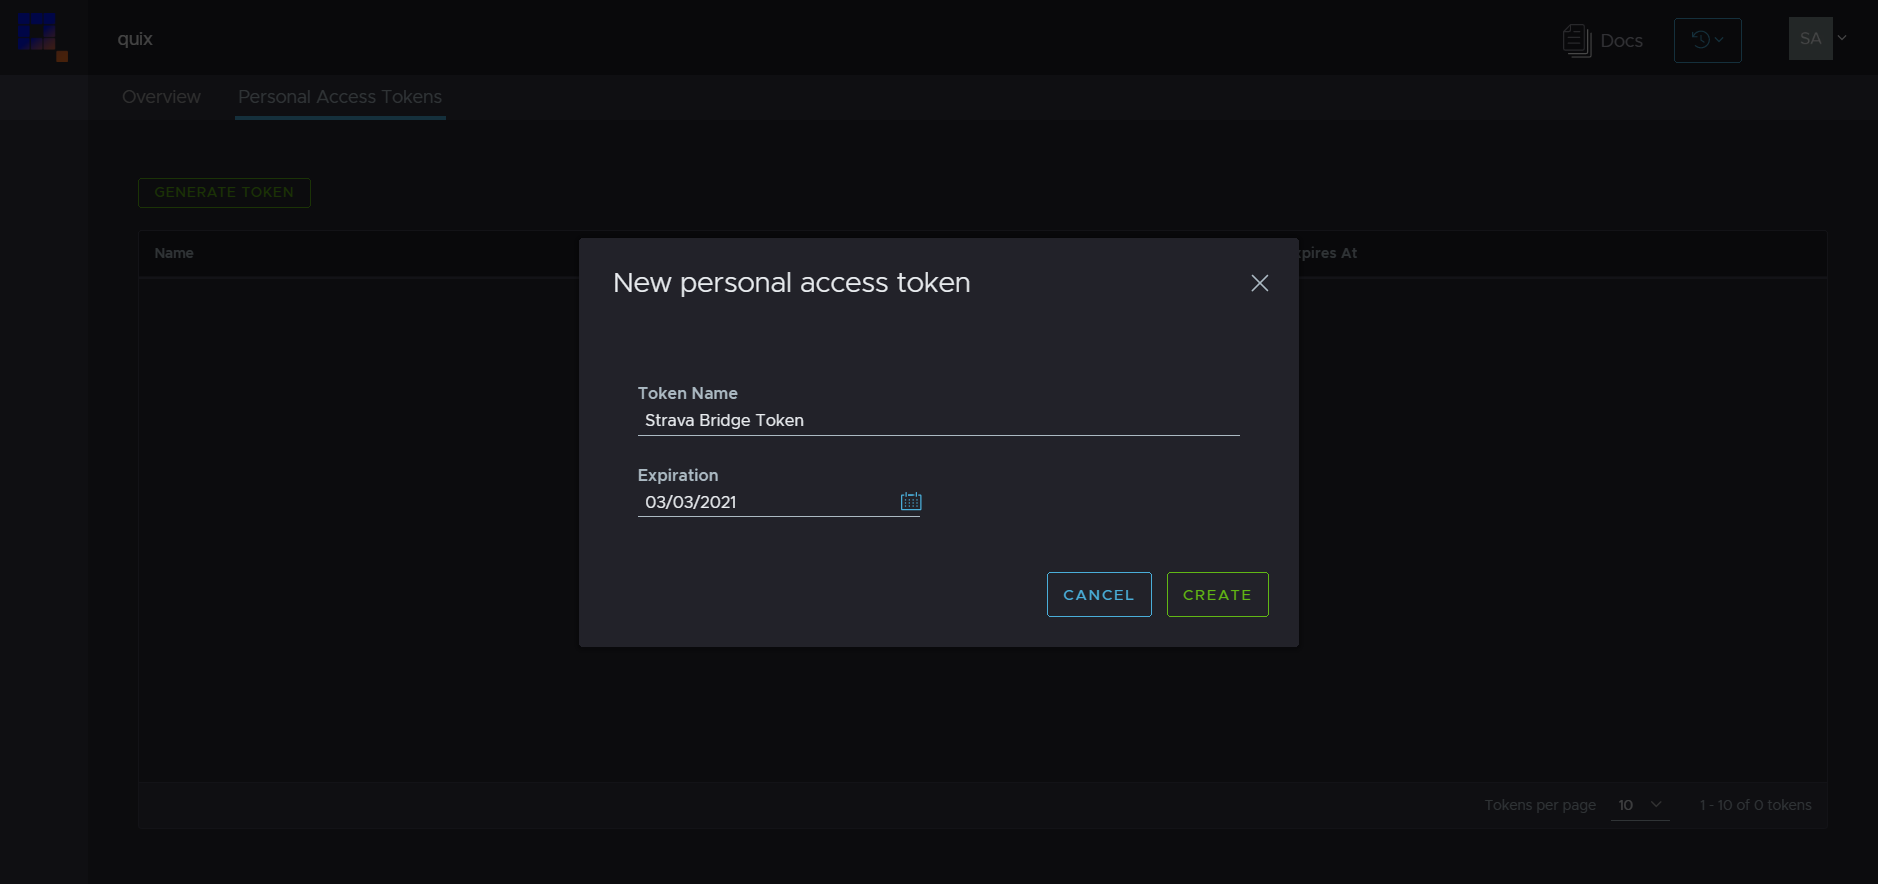 quix
Docs
SA
Overview
Personal Access Tokens
GENERATE TOKEN
Name
pires At
New personal access token
Token Name
Strava Bridge Token
Expiration
03/03/2021
CANCEL
CREATE
Tokens per page
10
1 - 10 of 0 tokens